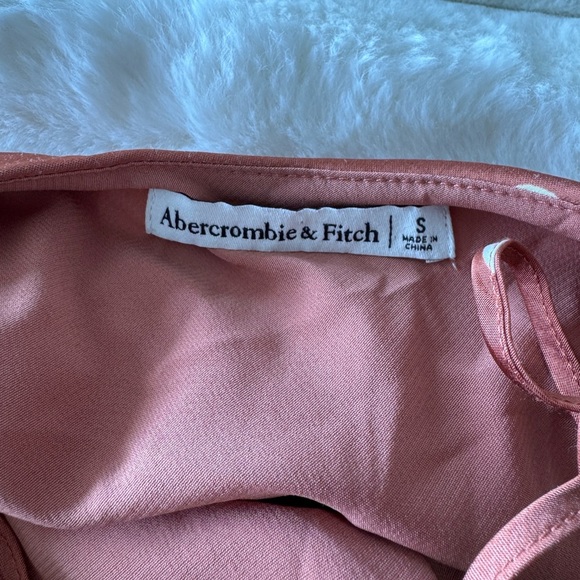 Abercrombie & Fitch | S
MADE IN
CHINA